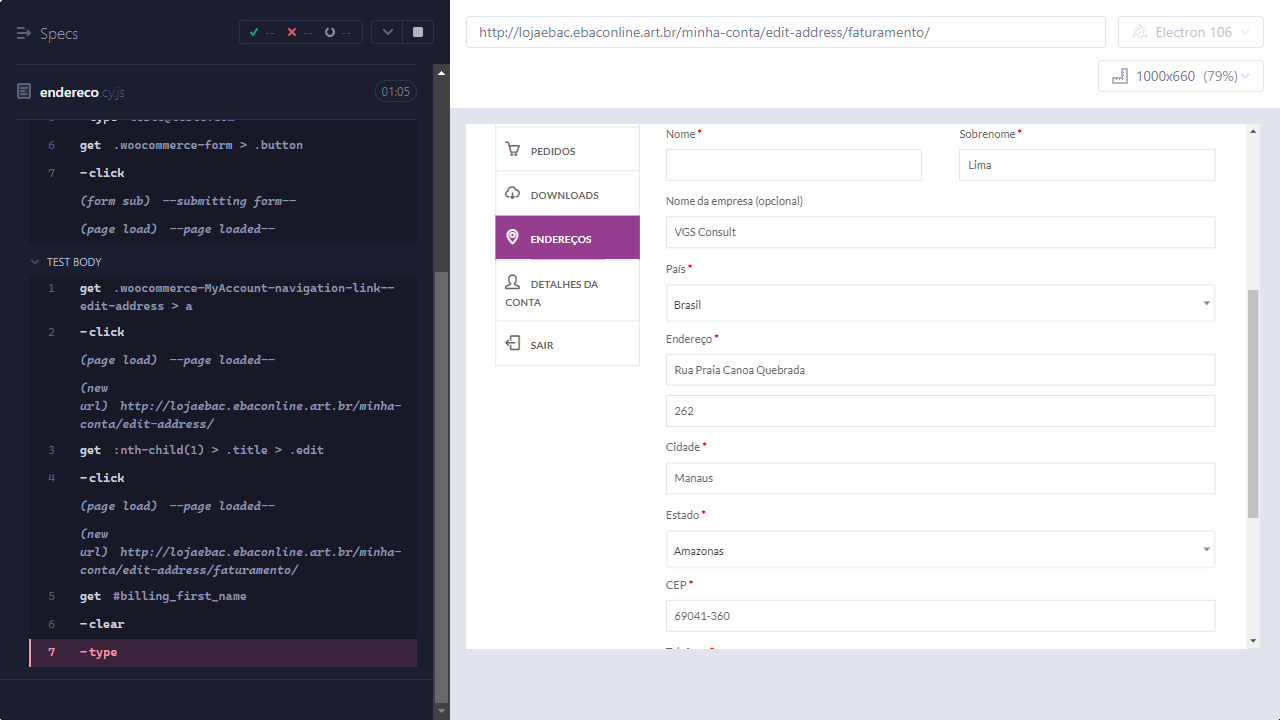 Specs
-- -- --
endereco.cy.js
01:05
6 get .woocommerce-form > .button
7 -click
(form sub) --submitting form--
(page load) --page loaded--
TEST BODY
1 get .woocommerce-MyAccount-navigation-link--
edit-address > a
2 -click
(page load) --page loaded--
(new
url) http://lojaebac.ebaconline.art.br/minha-
conta/edit-address/
3 get :nth-child(1) > .title > .edit
4 -click
(page load) --page loaded--
(new
url) http://lojaebac.ebaconline.art.br/minha-
conta/edit-address/faturamento/
5 get #billing_first_name
6 -clear
7 -type
http://lojaebac.ebaconline.art.br/minha-conta/edit-address/faturamento/
Electron 106
1000x660 (79%)
PEDIDOS
DOWNLOADS
ENDEREÇOS
DETALHES DA
CONTA
SAIR
Nome *
Sobrenome *
Lima
Nome da empresa (opcional)
VGS Consult
País *
Brasil
Endereço *
Rua Praia Canoa Quebrada
262
Cidade *
Manaus
Estado *
Amazonas
CEP *
69041-360